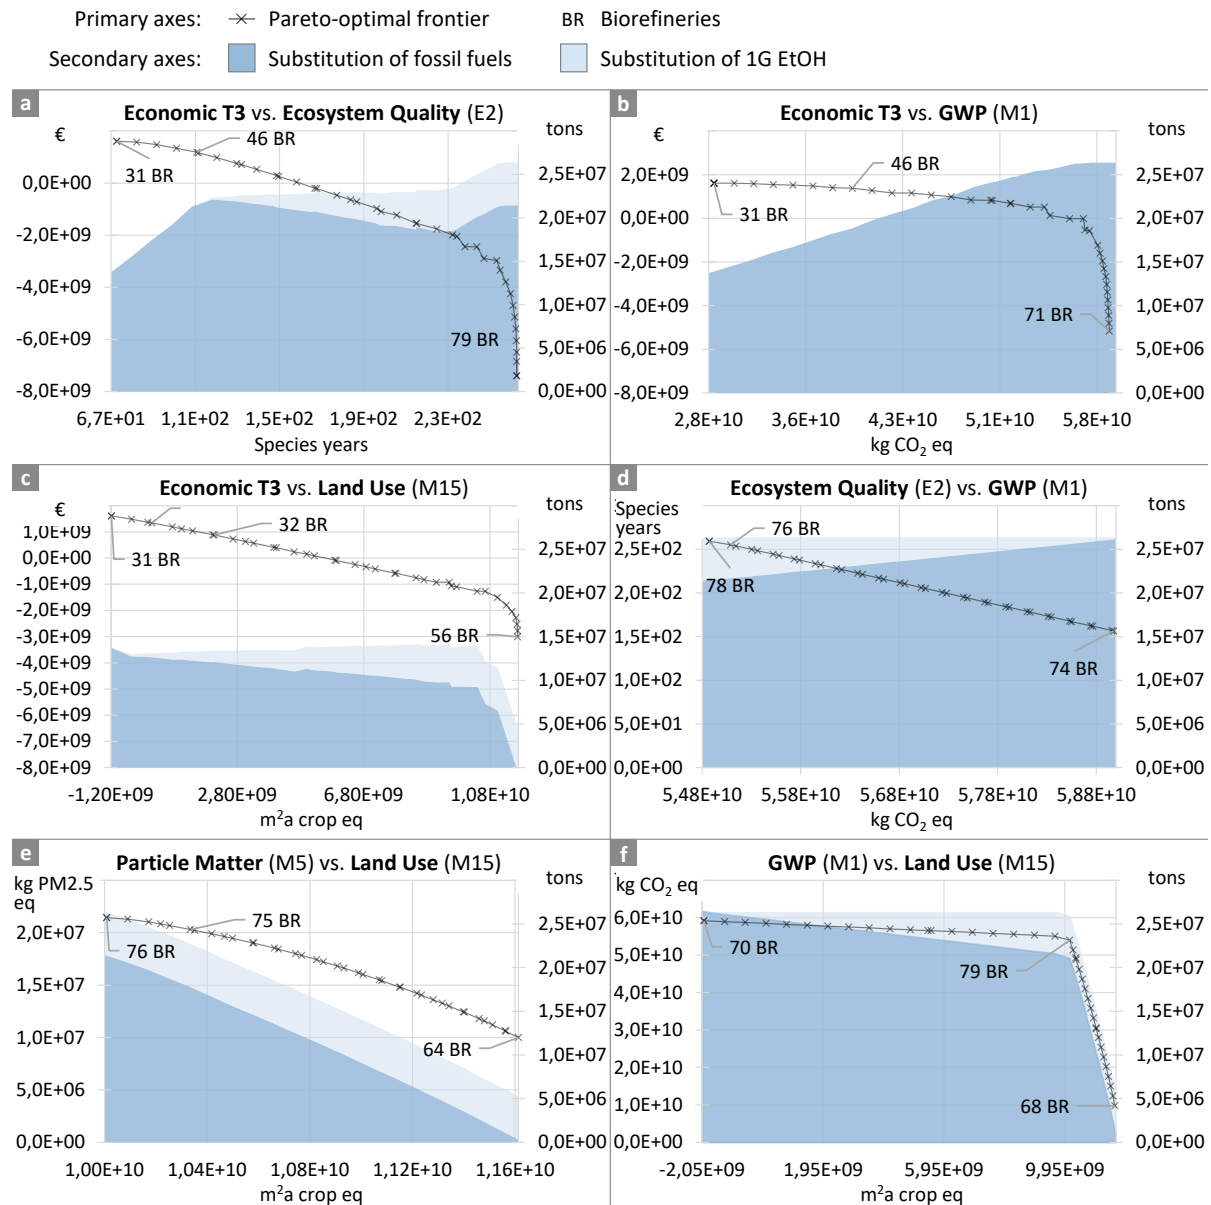 Primary axes: Pareto-optimal frontier BR Biorefineries
Secondary axes: Substitution of fossil fuels Substitution of 1G EtOH
a
Economic T3 vs. Ecosystem Quality (E2)
€
tons
0,0E+00
-2,0E+09
-4,0E+09
-6,0E+09
-8,0E+09
46 BR
31 BR
79 BR
2,5E+07
2,0E+07
1,5E+07
1,0E+07
5,0E+06
0,0E+00
6,7E+01 1,1E+02 1,5E+02 1,9E+02 2,3E+02
Species years
b
Economic T3 vs. GWP (M1)
€
tons
2,0E+09
0,0E+00
-2,0E+09
-4,0E+09
-6,0E+09
-8,0E+09
46 BR
31 BR
71 BR
2,5E+07
2,0E+07
1,5E+07
1,0E+07
5,0E+06
0,0E+00
2,8E+10 3,6E+10 4,3E+10 5,1E+10 5,8E+10
kg CO₂ eq
c
Economic T3 vs. Land Use (M15)
€
tons
1,0E+09
0,0E+00
-1,0E+09
-2,0E+09
-3,0E+09
-4,0E+09
-5,0E+09
-6,0E+09
-7,0E+09
-8,0E+09
32 BR
31 BR
56 BR
2,5E+07
2,0E+07
1,5E+07
1,0E+07
5,0E+06
0,0E+00
-1,20E+09 2,80E+09 6,80E+09 1,08E+10
m²a crop eq
d
Ecosystem Quality (E2) vs. GWP (M1)
Species
years
tons
2,5E+02
2,0E+02
1,5E+02
1,0E+02
5,0E+01
0,0E+00
76 BR
78 BR
74 BR
2,5E+07
2,0E+07
1,5E+07
1,0E+07
5,0E+06
0,0E+00
5,48E+10 5,58E+10 5,68E+10 5,78E+10 5,88E+10
kg CO₂ eq
e
Particle Matter (M5) vs. Land Use (M15)
kg PM2.5
eq
tons
2,0E+07
1,5E+07
1,0E+07
5,0E+06
0,0E+00
75 BR
76 BR
64 BR
2,5E+07
2,0E+07
1,5E+07
1,0E+07
5,0E+06
0,0E+00
1,00E+10 1,04E+10 1,08E+10 1,12E+10 1,16E+10
m²a crop eq
f
GWP (M1) vs. Land Use (M15)
kg CO₂ eq
tons
6,0E+10
5,0E+10
4,0E+10
3,0E+10
2,0E+10
1,0E+10
0,0E+00
70 BR
79 BR
68 BR
2,5E+07
2,0E+07
1,5E+07
1,0E+07
5,0E+06
0,0E+00
-2,05E+09 1,95E+09 5,95E+09 9,95E+09
m²a crop eq